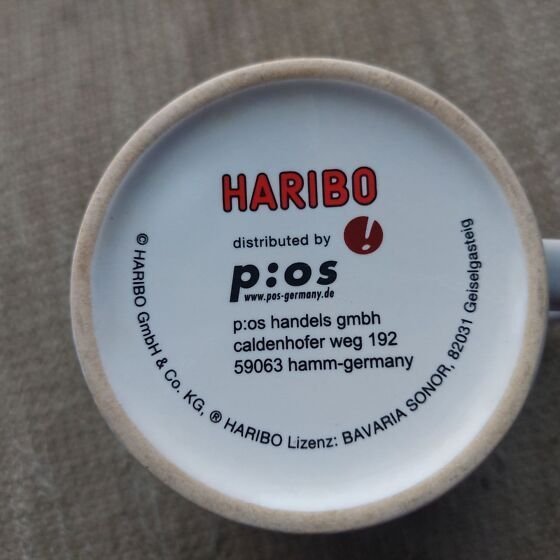 HARIBO
distributed by
p:os
www.pos-germany.de
p:os handels gmbh
caldenhofer weg 192
59063 hamm-germany
© HARIBO GmbH & Co. KG, ® HARIBO Lizenz: BAVARIA SONOR, 82031 Geiselgasteig